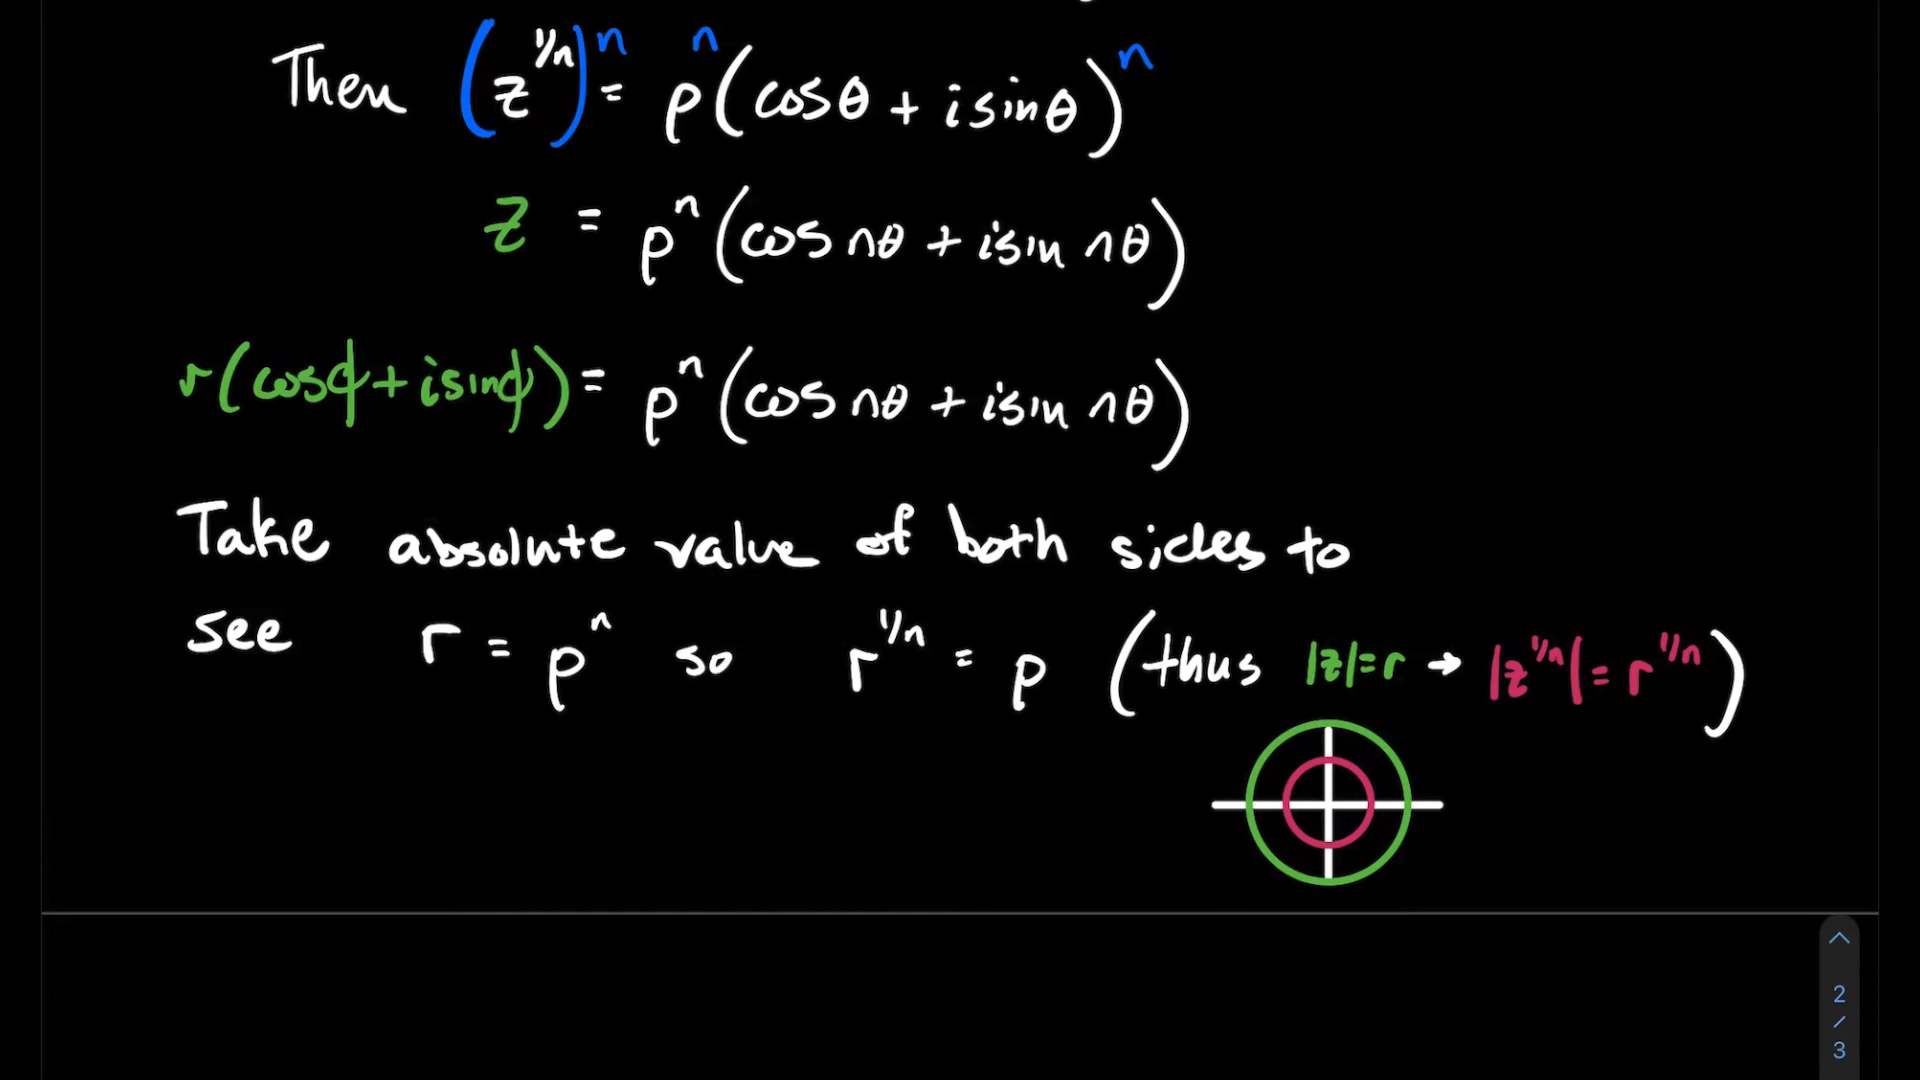 Then (z^{1/n})^n = p^n (cosθ + i sinθ)^n
z = p^n (cos nθ + i sin nθ)
r(cosϕ + i sinϕ) = p^n (cos nθ + i sin nθ)
Take absolute value of both sides to
see r = p^n so r^{1/n} = p (thus |z|=r → |z^{1/n}| = r^{1/n})
2
/
3